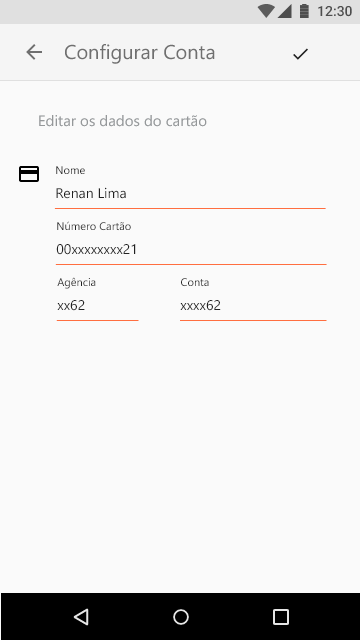 12:30
Configurar Conta
Editar os dados do cartão
Nome
Renan Lima
Número Cartão
00xxxxxxxx21
Agência Conta
xx62 xxxx62